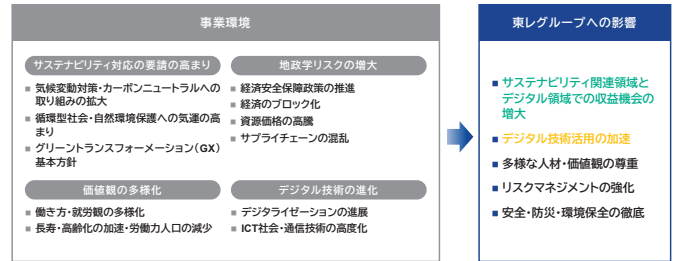 事業環境
サステナビリティ対応の要請の高まり
■ 気候変動対策・カーボンニュートラルへの
取り組みの拡大
■ 循環型社会・自然環境保護への気運の高
まり
■ グリーントランスフォーメーション（GX）
基本方針
地政学リスクの増大
■ 経済安全保障政策の推進
■ 経済のブロック化
■ 資源価格の高騰
■ サプライチェーンの混乱
価値観の多様化
■ 働き方・就労観の多様化
■ 長寿・高齢化の加速・労働力人口の減少
デジタル技術の進化
■ デジタライゼーションの進展
■ ICT社会・通信技術の高度化
東レグループへの影響
■ サステナビリティ関連領域と
デジタル領域での収益機会の
増大
■ デジタル技術活用の加速
■ 多様な人材・価値観の尊重
■ リスクマネジメントの強化
■ 安全・防災・環境保全の徹底